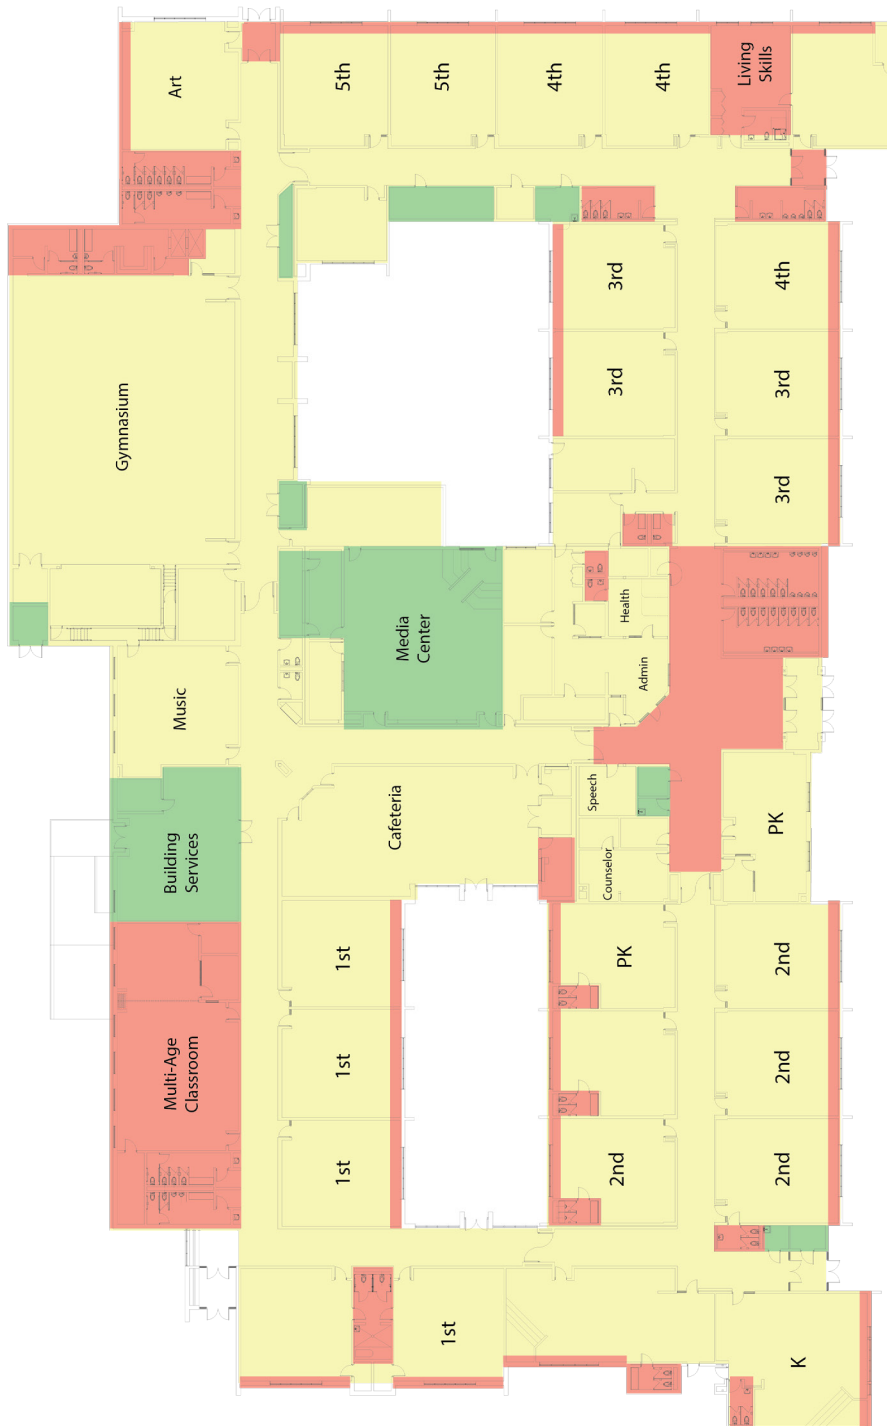 Art
5th
5th
4th
4th
Living
Skills
3rd
4th
3rd
3rd
3rd
Gymnasium
Media
Center
Health
Admin
Music
Building
Services
Cafeteria
Speech
Counselor
PK
1st
PK
2nd
Multi-Age
Classroom
1st
2nd
1st
2nd
2nd
1st
K